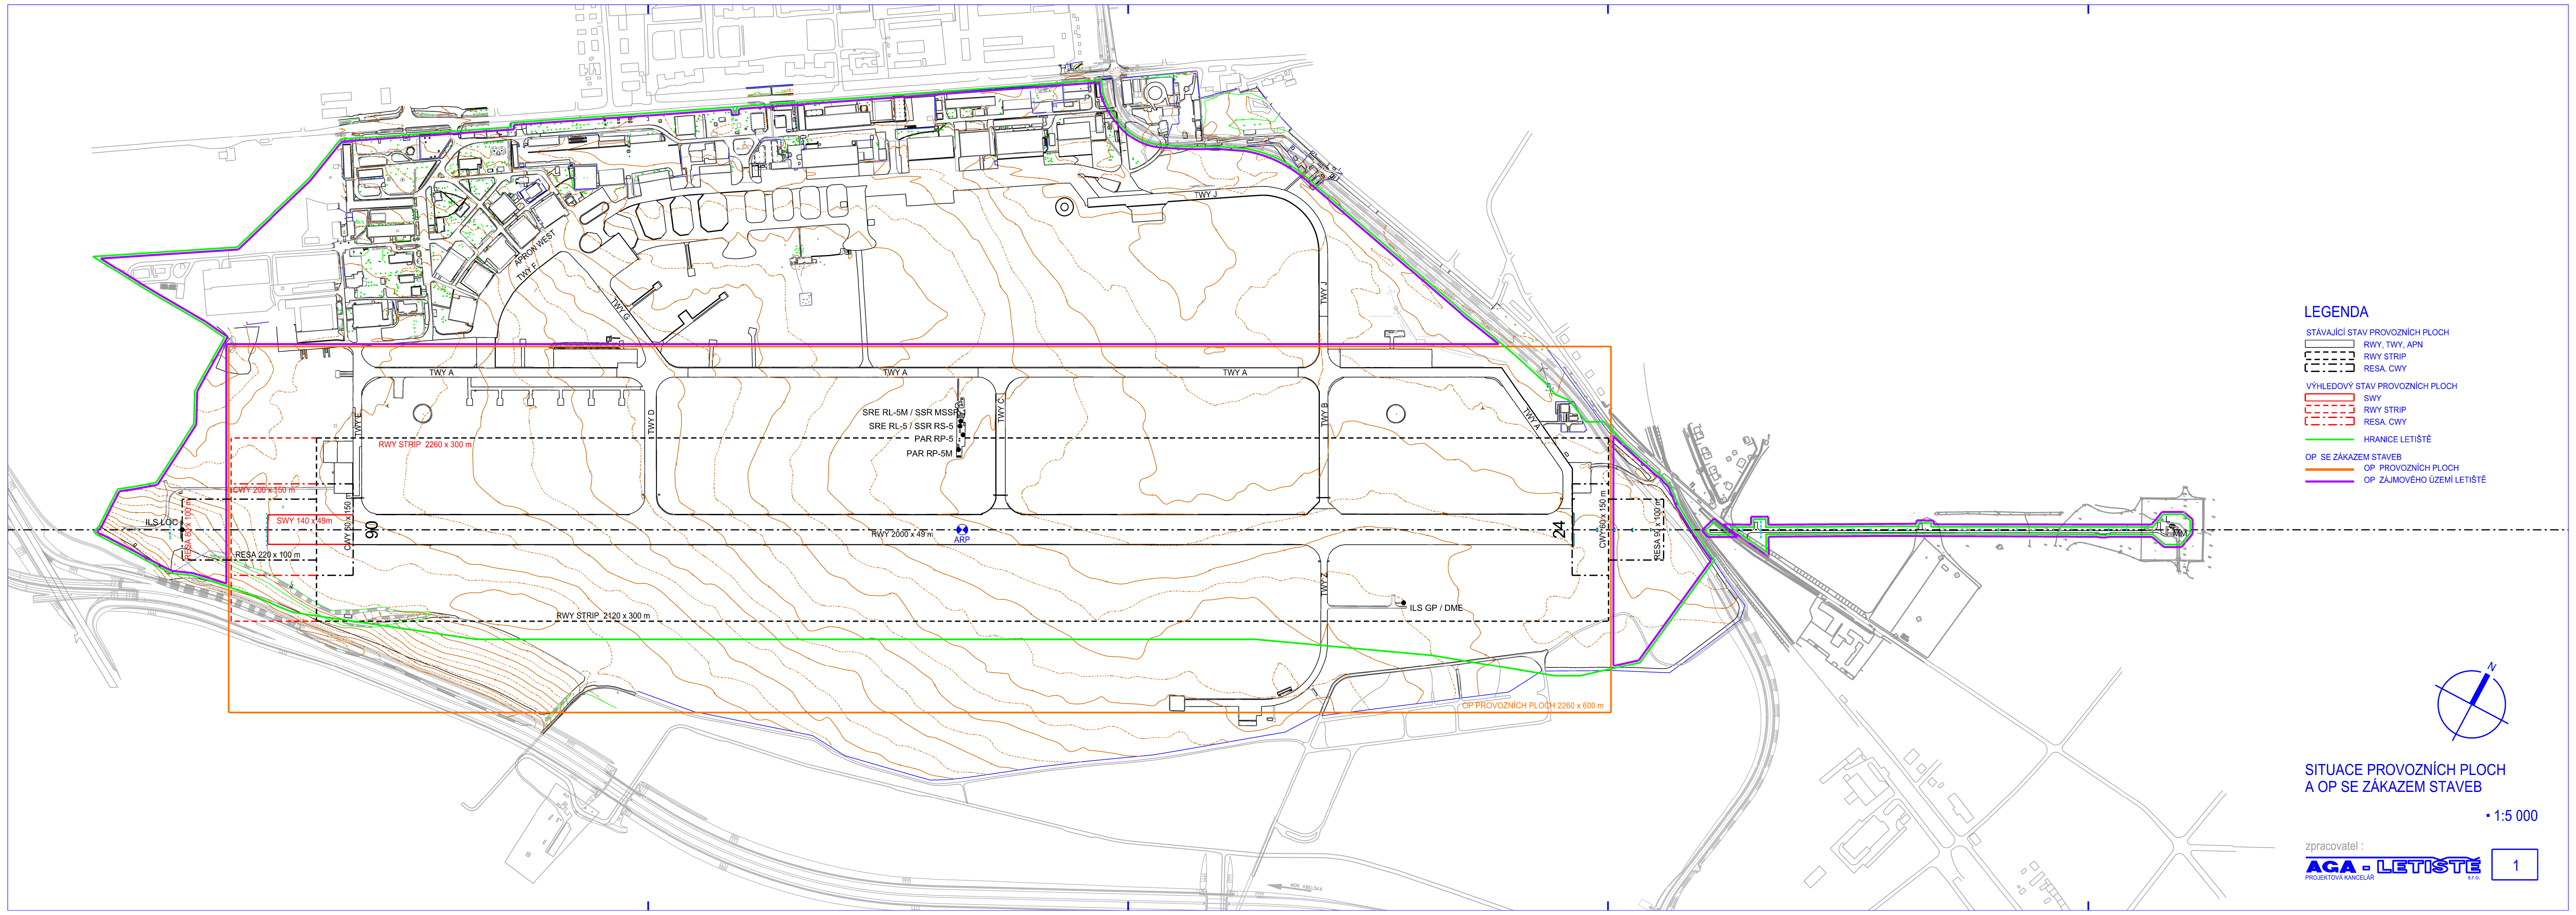 TWY J
APRON WEST
TWY F
TWY G
TWY J
TWY A
TWY A
TWY A
TWY E
TWY D
TWY C
TWY B
TWY A
SRE RL-5M / SSR MSSR
SRE RL-5 / SSR RS-5
PAR RP-5
PAR RP-5M
RWY STRIP 2260 x 300 m
CWY 200 x 150 m
ILS LOC
RESA 80 x 100 m
SWY 140 x 49m
CWY 60 x 150 m
06
RESA 220 x 100 m
RWY 2000 x 49 m
ARP
24
CWY 60 x 150 m
RESA 90 x 100 m
MM
TWY Z
ILS GP / DME
RWY STRIP 2120 x 300 m
OP PROVOZNÍCH PLOCH 2260 x 600 m
LEGENDA
STÁVAJÍCÍ STAV PROVOZNÍCH PLOCH
RWY, TWY, APN
RWY STRIP
RESA. CWY
VÝHLEDOVÝ STAV PROVOZNÍCH PLOCH
SWY
RWY STRIP
RESA. CWY
HRANICE LETIŠTĚ
OP SE ZÁKAZEM STAVEB
OP PROVOZNÍCH PLOCH
OP ZÁJMOVÉHO ÚZEMÍ LETIŠTĚ
N
SITUACE PROVOZNÍCH PLOCH
A OP SE ZÁKAZEM STAVEB
1:5 000
zpracovatel :
AGA - LETIŠTĚ
PROJEKTOVÁ KANCELÁŘ s.r.o.
1